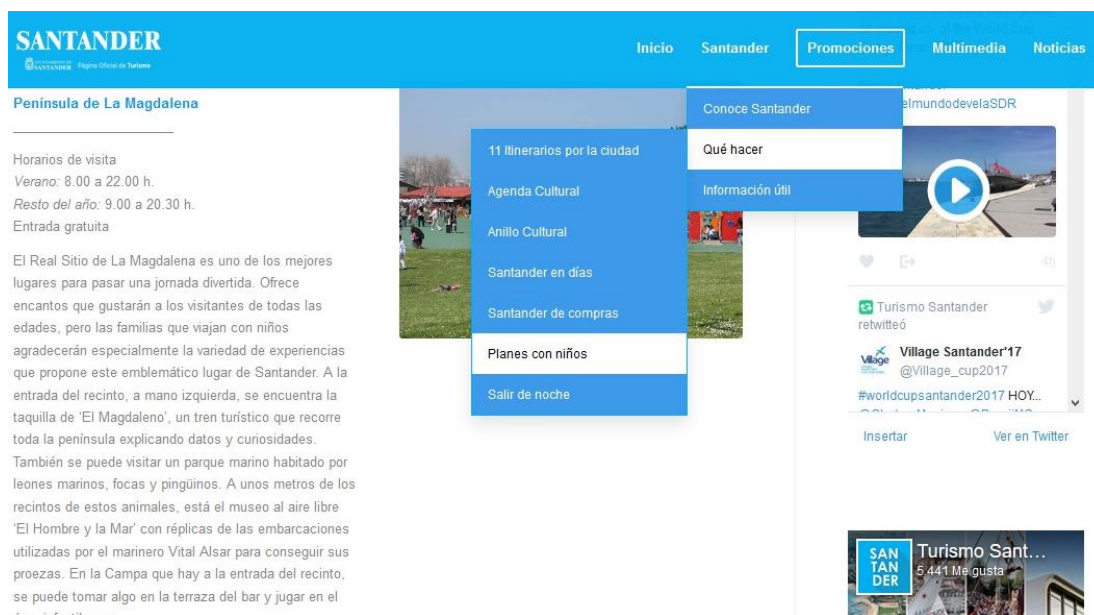 SANTANDER
SANTANDER Página Oficial de Turismo
Inicio Santander Promociones Multimedia Noticias
Península de La Magdalena
Horarios de visita
Verano: 8.00 a 22.00 h.
Resto del año: 9.00 a 20.30 h.
Entrada gratuita
El Real Sitio de La Magdalena es uno de los mejores
lugares para pasar una jornada divertida. Ofrece
encantos que gustarán a los visitantes de todas las
edades, pero las familias que viajan con niños
agradecerán especialmente la variedad de experiencias
que propone este emblemático lugar de Santander. A la
entrada del recinto, a mano izquierda, se encuentra la
taquilla de 'El Magdaleno', un tren turístico que recorre
toda la península explicando datos y curiosidades.
También se puede visitar un parque marino habitado por
leones marinos, focas y pingüinos. A unos metros de los
recintos de estos animales, está el museo al aire libre
'El Hombre y la Mar' con réplicas de las embarcaciones
utilizadas por el marinero Vital Alsar para conseguir sus
proezas. En la Campa que hay a la entrada del recinto,
se puede tomar algo en la terraza del bar y jugar en el
Conoce Santander
Qué hacer
Información útil
11 Itinerarios por la ciudad
Agenda Cultural
Anillo Cultural
Santander en días
Santander de compras
Planes con niños
Salir de noche
elmundodevelaSDR
4h
Turismo Santander
retwitteó
Village
Village Santander'17
@Village_cup2017
#worldcupsantander2017 HOY...
Insertar Ver en Twitter
SAN
TAN
DER
Turismo Sant...
5.441 Me gusta